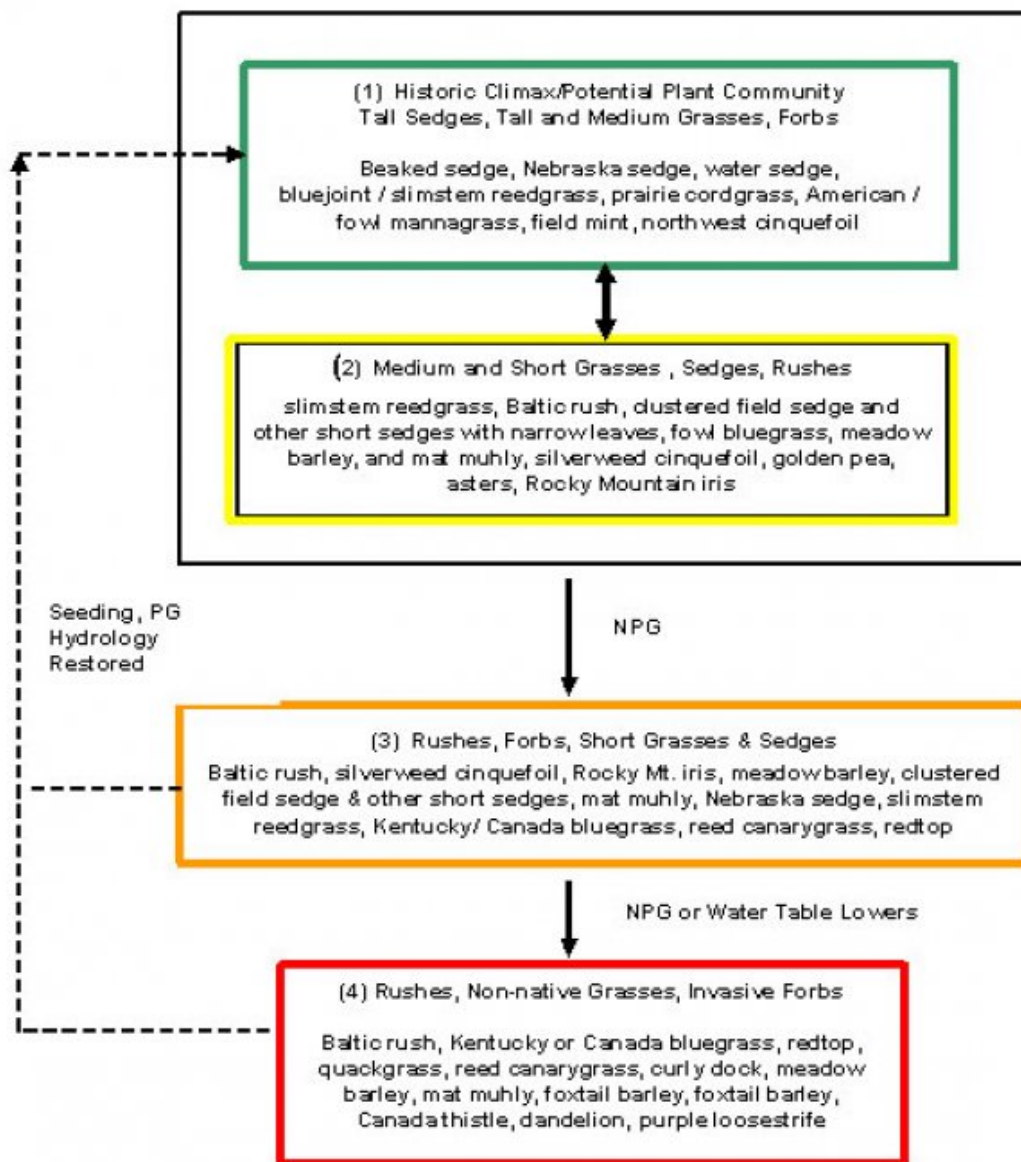 (1) Historic Climax/Potential Plant Community
Tall Sedges, Tall and Medium Grasses, Forbs
Beaked sedge, Nebraska sedge, water sedge,
bluejoint / slimstem reedgrass, prairie cordgrass, American /
fowl mannagrass, field mint, northwest cinquefoil
(2) Medium and Short Grasses , Sedges, Rushes
slimstem reedgrass, Baltic rush, clustered field sedge and
other short sedges with narrow leaves, fowl bluegrass, meadow
barley, and mat muhly, silverweed cinquefoil, golden pea,
asters, Rocky Mountain iris
Seeding, PG
Hydrology
Restored
NPG
(3) Rushes, Forbs, Short Grasses & Sedges
Baltic rush, silverweed cinquefoil, Rocky Mt. iris, meadow barley, clustered
field sedge & other short sedges, mat muhly, Nebraska sedge, slimstem
reedgrass, Kentucky/ Canada bluegrass, reed canarygrass, redtop
NPG or Water Table Lowers
(4) Rushes, Non-native Grasses, Invasive Forbs
Baltic rush, Kentucky or Canada bluegrass, redtop,
quackgrass, reed canarygrass, curly dock, meadow
barley, mat muhly, foxtail barley, foxtail barley,
Canada thistle, dandelion, purple loosestrife